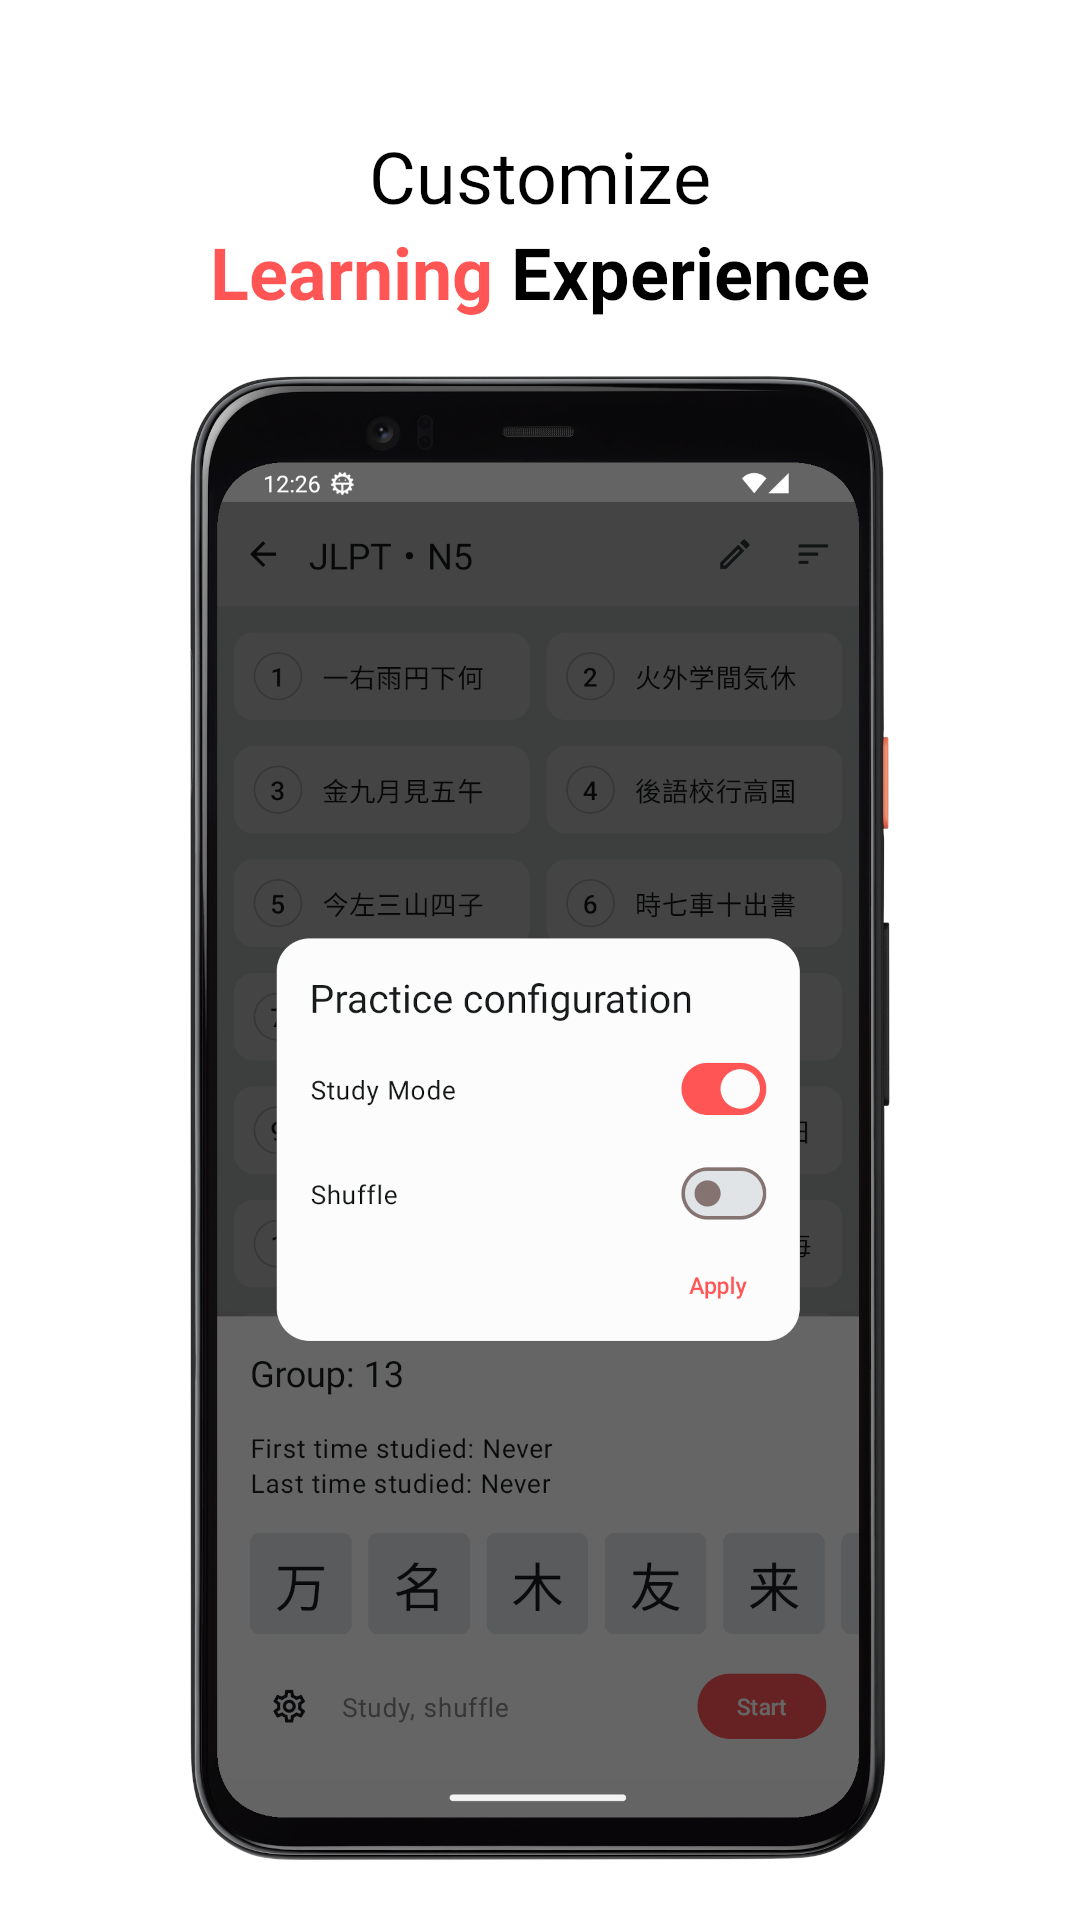 Customize
Learning Experience
12:26
JLPT・N5
1 一右雨円下何
2 火外学間気休
3 金九月見五午
4 後語校行高国
5 今左三山四子
6 時七車十出書
Practice configuration
Study Mode
Shuffle
Apply
Group: 13
First time studied: Never
Last time studied: Never
万 名 木 友 来
Study, shuffle
Start